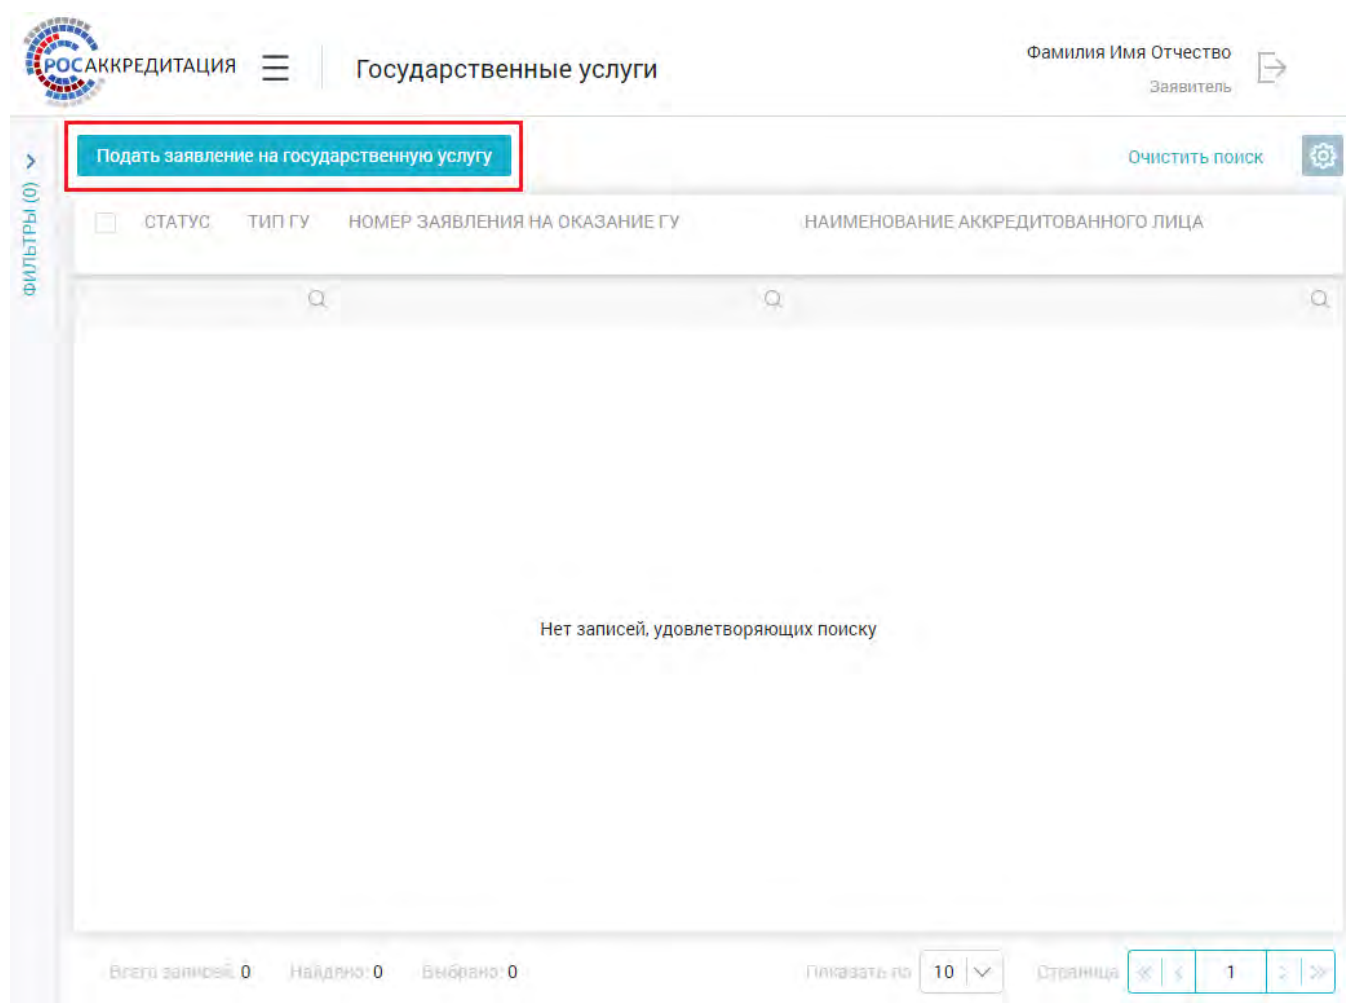 РОСАККРЕДИТАЦИЯ
Государственные услуги
Фамилия Имя Отчество
Заявитель
ФИЛЬТРЫ (0)
Подать заявление на государственную услугу
Очистить поиск
СТАТУС ТИП ГУ НОМЕР ЗАЯВЛЕНИЯ НА ОКАЗАНИЕ ГУ НАИМЕНОВАНИЕ АККРЕДИТОВАННОГО ЛИЦА
Нет записей, удовлетворяющих поиску
Всего записей: 0 Найдено: 0 Выбрано: 0 Показать по 10 Страница 1